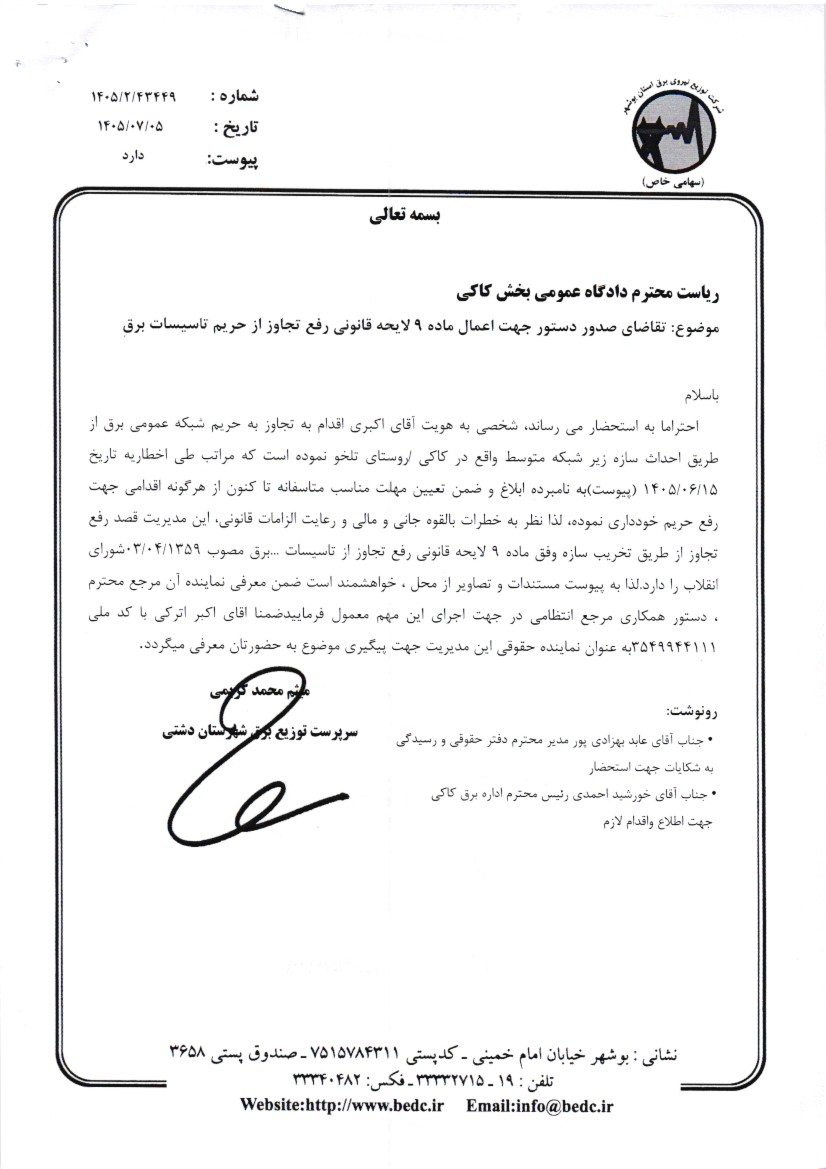 شرکت توزیع نیروی برق استان بوشهر
(سهامی خاص)
شماره : ۱۴۰۵/۲/۴۳۴۴۹
تاریخ : ۱۴۰۵/۰۷/۰۵
پیوست: دارد
بسمه تعالی
ریاست محترم دادگاه عمومی بخش کاکی
موضوع: تقاضای صدور دستور جهت اعمال ماده ۹ لایحه قانونی رفع تجاوز از حریم تاسیسات برق
باسلام
احتراما به استحضار می رساند، شخصی به هویت آقای اکبری اقدام به تجاوز به حریم شبکه عمومی برق از
طریق احداث سازه زیر شبکه متوسط واقع در کاکی /روستای تلخو نموده است که مراتب طی اخطاریه تاریخ
۱۴۰۵/۰۶/۱۵ (پیوست)به نامبرده ابلاغ و ضمن تعیین مهلت مناسب متاسفانه تا کنون از هرگونه اقدامی جهت
رفع حریم خودداری نموده، لذا نظر به خطرات بالقوه جانی و مالی و رعایت الزامات قانونی، این مدیریت قصد رفع
تجاوز از طریق تخریب سازه وفق ماده ۹ لایحه قانونی رفع تجاوز از تاسیسات ...برق مصوب ۰۳/۰۴/۱۳۵۹شورای
انقلاب را دارد.لذا به پیوست مستندات و تصاویر از محل ، خواهشمند است ضمن معرفی نماینده آن مرجع محترم
، دستور همکاری مرجع انتظامی در جهت اجرای این مهم معمول فرماییدضمنا اقای اکبر اترکی با کد ملی
۳۵۴۹۹۴۴۱۱۱به عنوان نماینده حقوقی این مدیریت جهت پیگیری موضوع به حضورتان معرفی میگردد.
میثم محمد کریمی
سرپرست توزیع برق شهرستان دشتی
رونوشت:
• جناب آقای عابد بهزادی پور مدیر محترم دفتر حقوقی و رسیدگی
به شکایات جهت استحضار
• جناب آقای خورشید احمدی رئیس محترم اداره برق کاکی
جهت اطلاع واقدام لازم
نشانی : بوشهر خیابان امام خمینی ـ کدپستی ۷۵۱۵۷۸۴۳۱۱ ـ صندوق پستی ۳۶۵۸
تلفن : ۱۹ ـ ۳۳۳۳۲۷۱۵ ـ فکس: ۳۳۳۴۰۴۸۲
Website:http://www.bedc.ir Email:info@bedc.ir